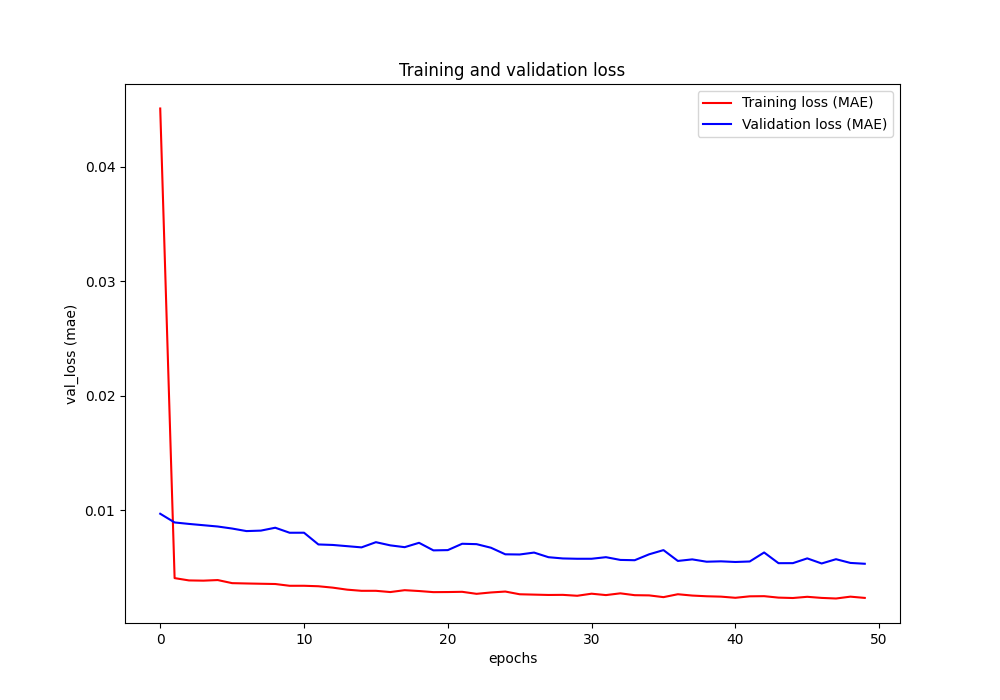 Training and validation loss
Training loss (MAE)
Validation loss (MAE)
val_loss (mae)
0.04
0.03
0.02
0.01
0
10
20
30
40
50
epochs